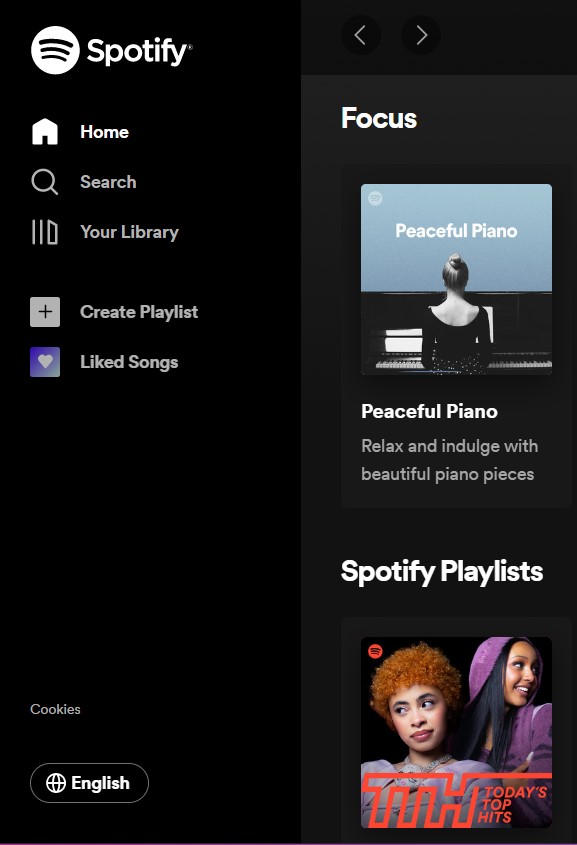 Spotify®
Home
Search
Your Library
Create Playlist
Liked Songs
Cookies
English
Focus
Peaceful Piano
Peaceful Piano
Relax and indulge with
beautiful piano pieces
Spotify Playlists
TTH
TODAY'S
TOP
HITS